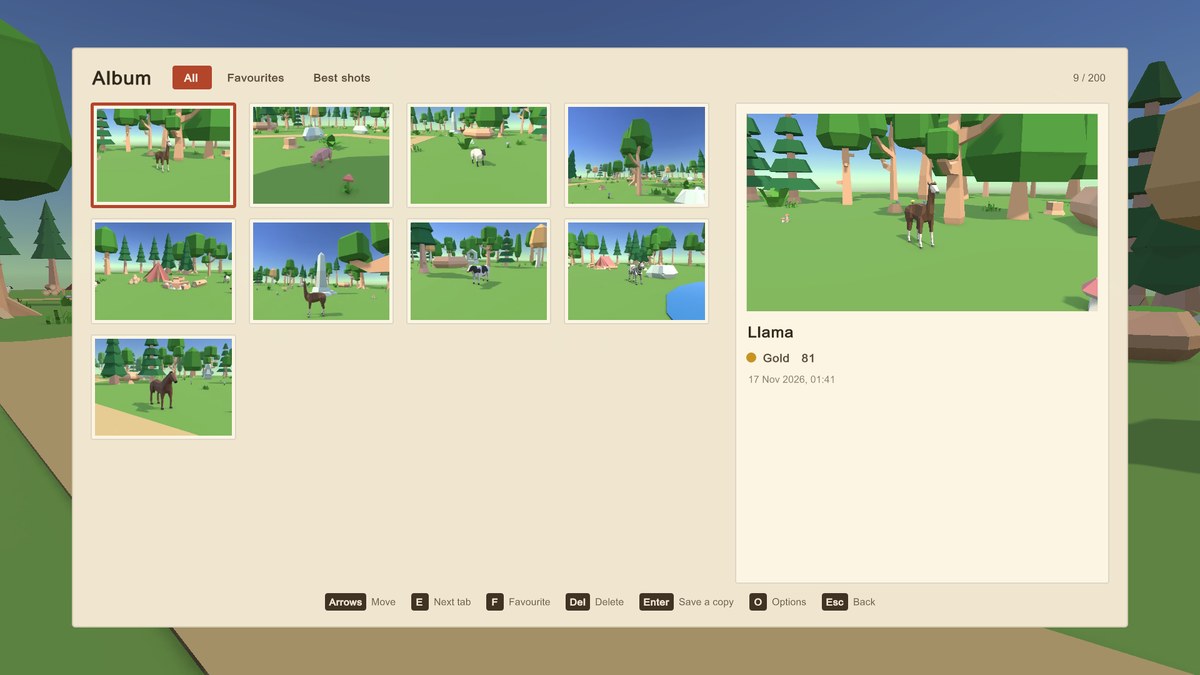 Album All Favourites Best shots 9 / 200
Llama
Gold 81
17 Nov 2026, 01:41
Arrows Move E Next tab F Favourite Del Delete Enter Save a copy O Options Esc Back